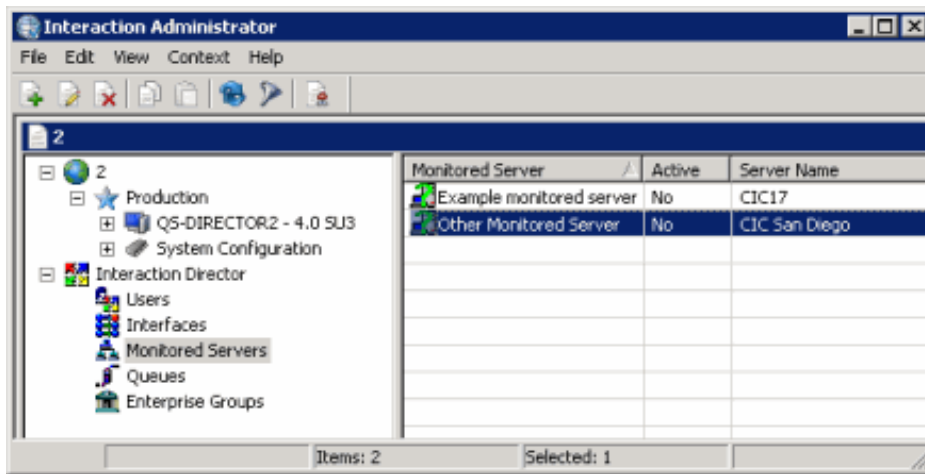 Interaction Administrator
File Edit View Context Help
2
2
Production
QS-DIRECTOR2 - 4.0 SU3
System Configuration
Interaction Director
Users
Interfaces
Monitored Servers
Queues
Enterprise Groups
Monitored Server Active Server Name
Example monitored server No CIC17
Other Monitored Server No CIC San Diego
Items: 2 Selected: 1